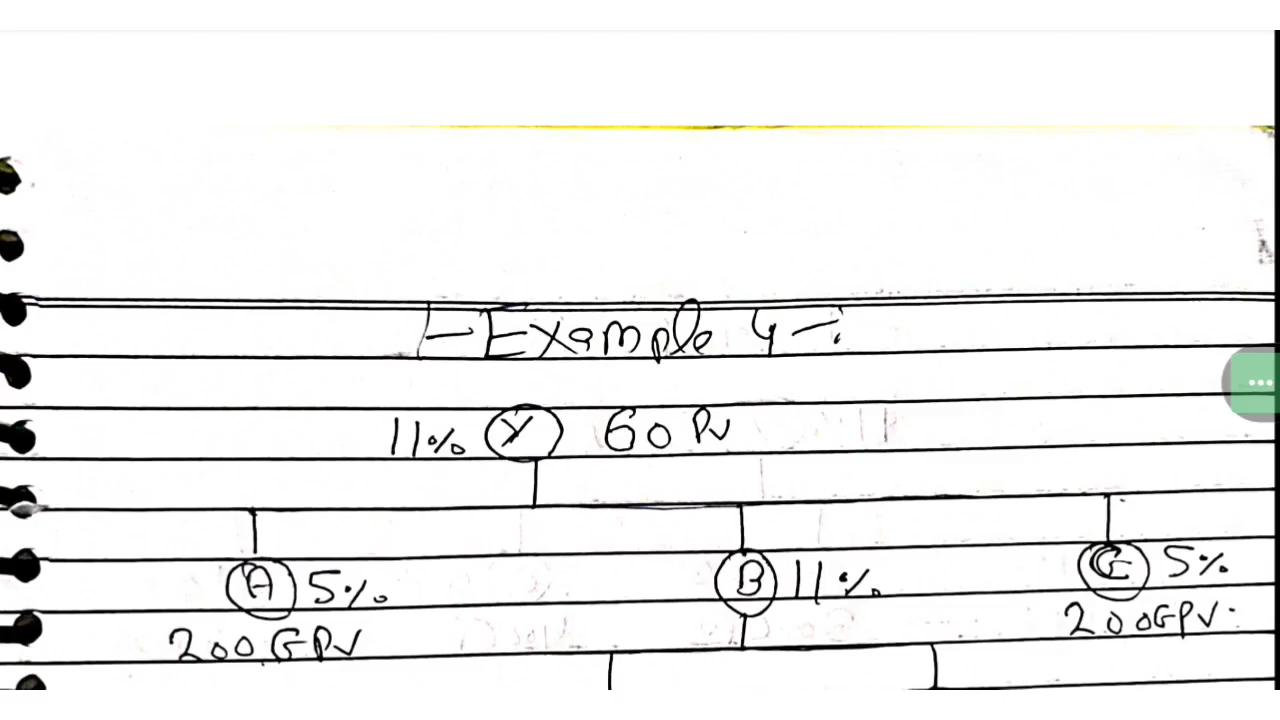 :- Example 4 -:
11% Y 60 PV
A 5% B 11% C 5%
200 GPV 200 GPV.